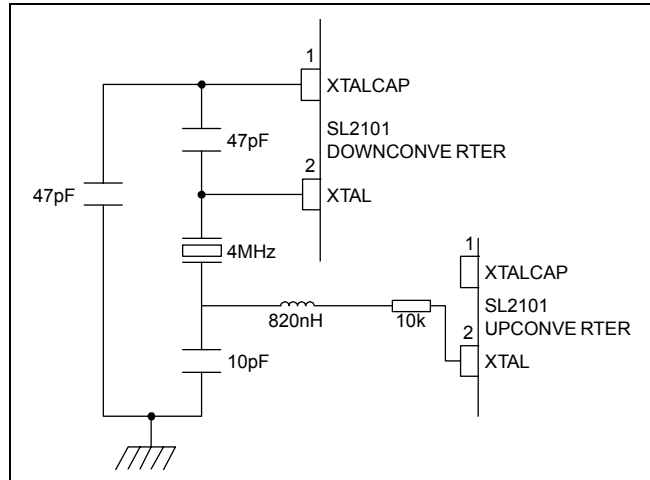 1
XTALCAP
SL2101
DOWNCONVE RTER
47pF
2
XTAL
47pF
4MHz
1
XTALCAP
SL2101
UPCONVE RTER
820nH
10k
2
XTAL
10pF